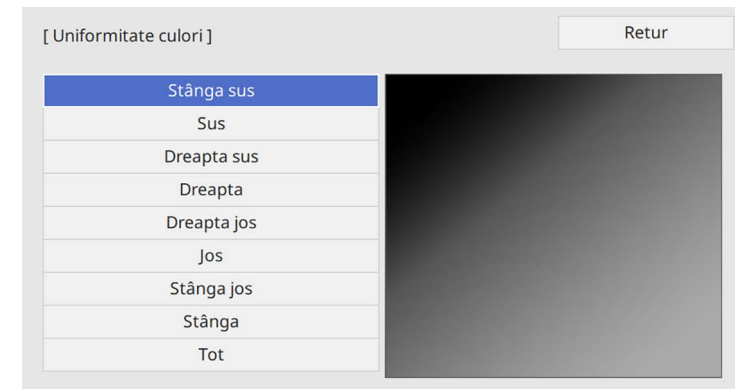 [ Uniformitate culori ]
Retur
Stânga sus
Sus
Dreapta sus
Dreapta
Dreapta jos
Jos
Stânga jos
Stânga
Tot